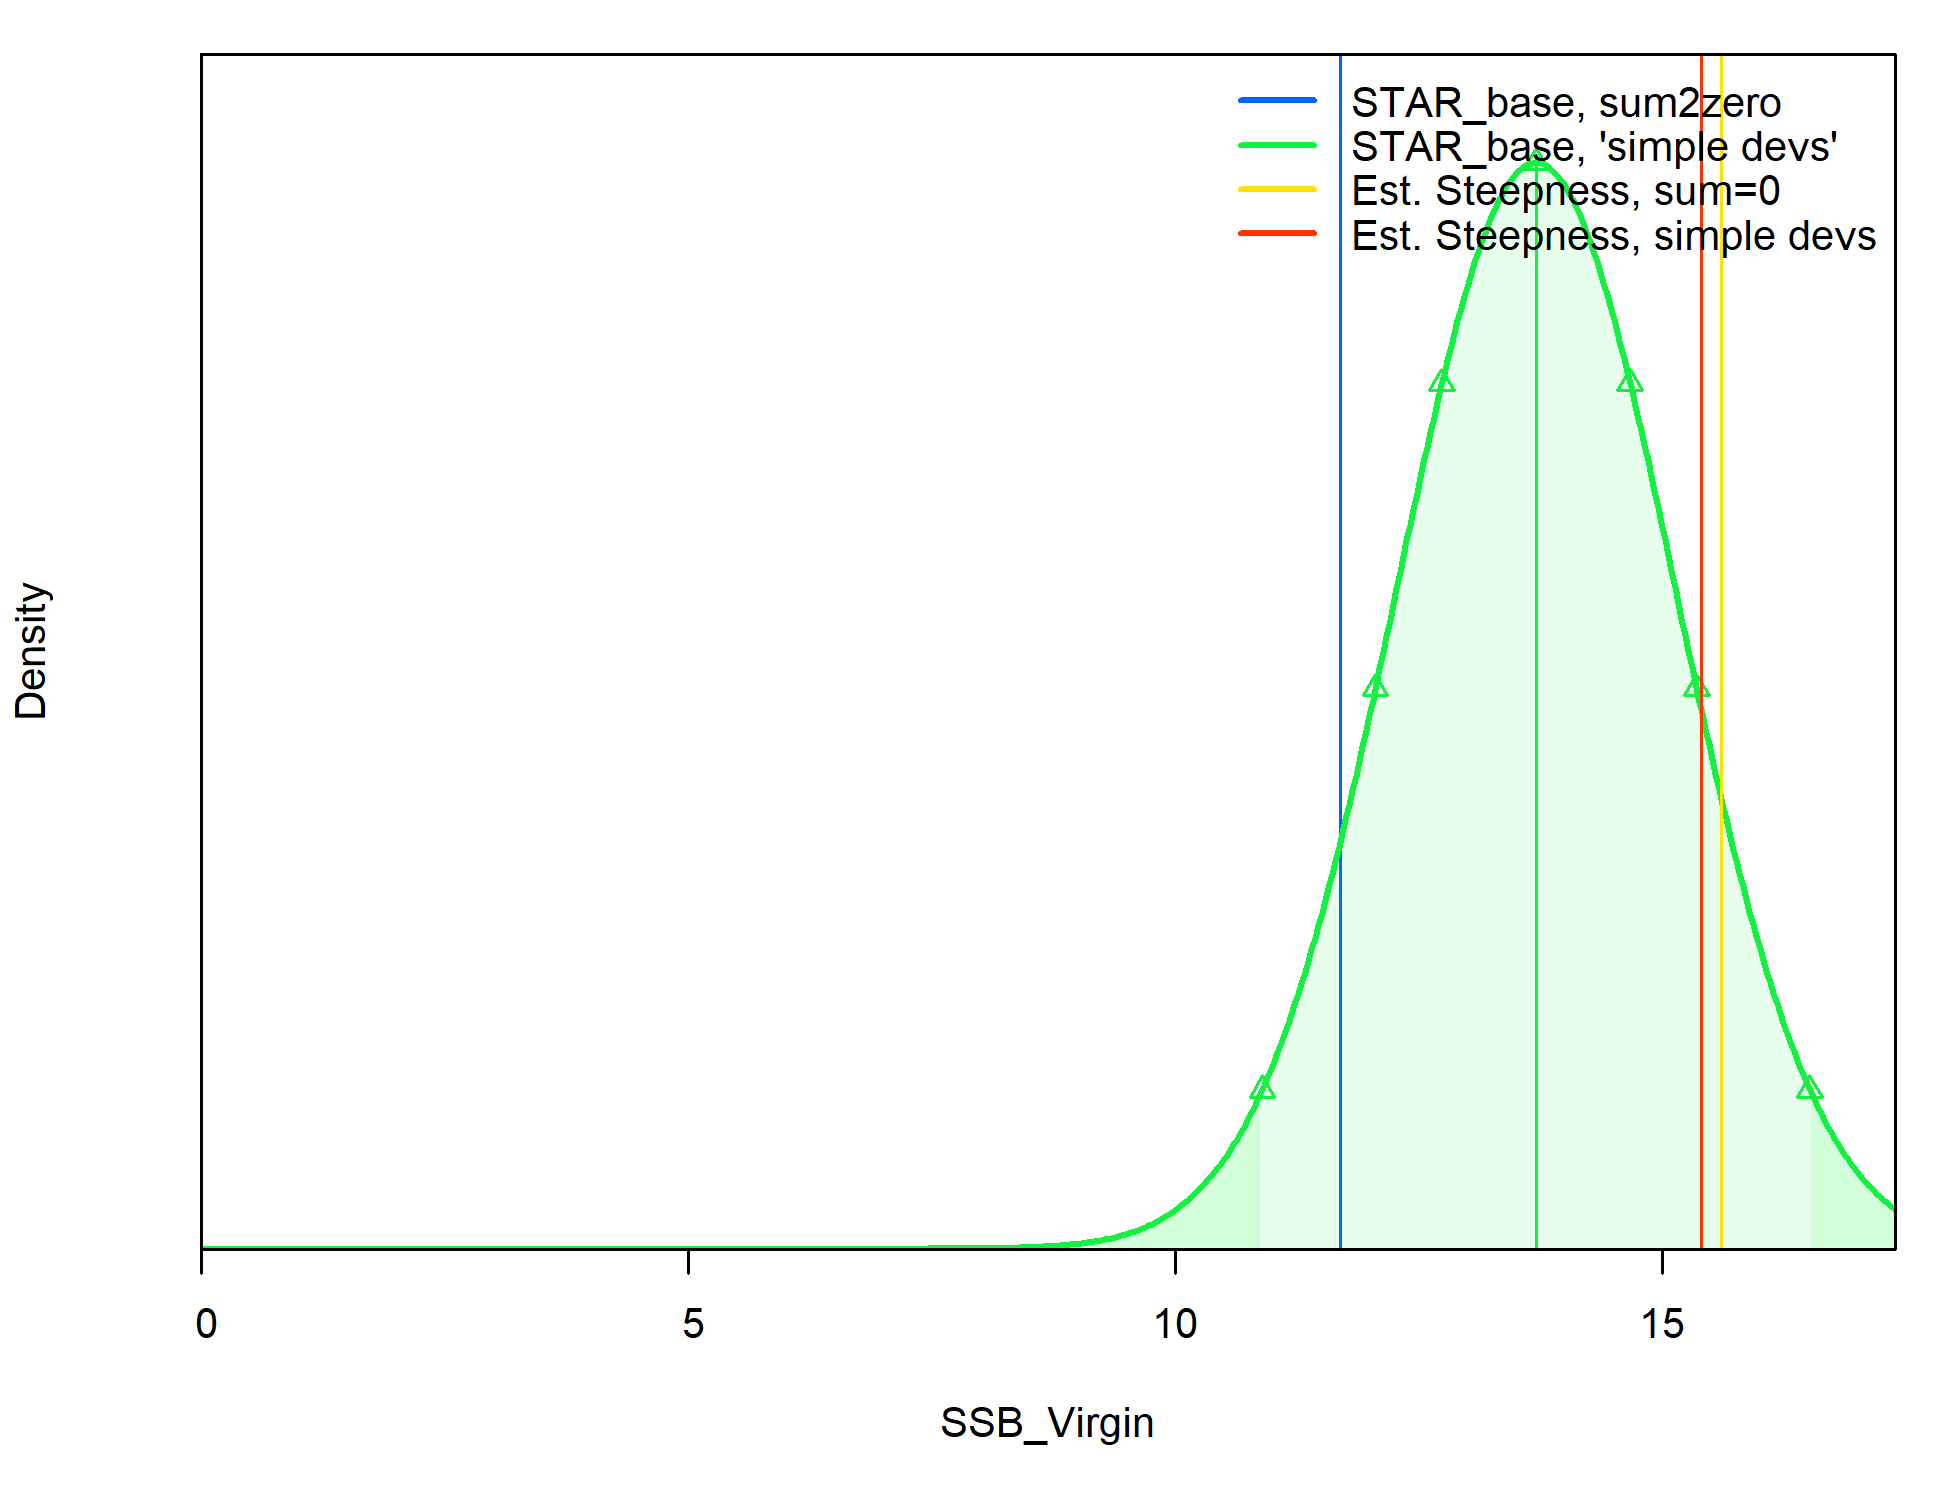 STAR_base, sum2zero
STAR_base, 'simple devs'
Est. Steepness, sum=0
Est. Steepness, simple devs
Density
0 5 10 15
SSB_Virgin